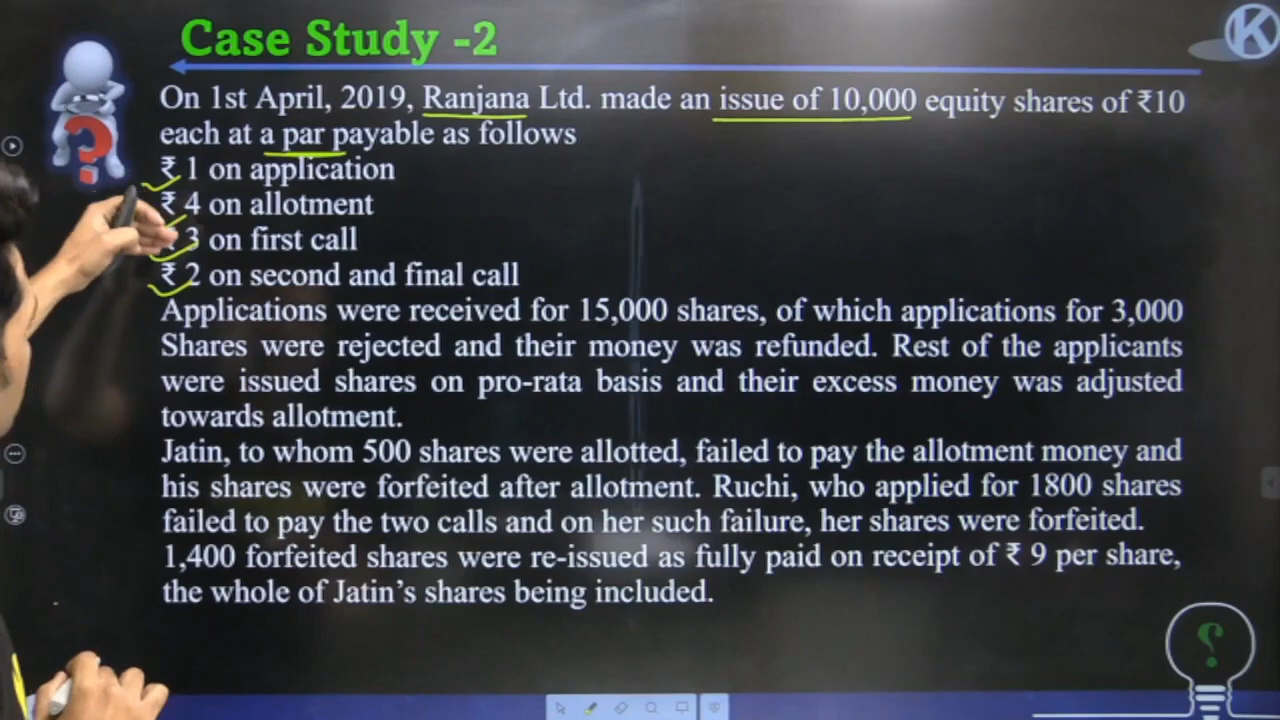 Case Study -2
K
On 1st April, 2019, Ranjana Ltd. made an issue of 10,000 equity shares of ₹10
each at a par payable as follows
₹ 1 on application
₹ 4 on allotment
₹ 3 on first call
₹ 2 on second and final call
Applications were received for 15,000 shares, of which applications for 3,000
Shares were rejected and their money was refunded. Rest of the applicants
were issued shares on pro-rata basis and their excess money was adjusted
towards allotment.
Jatin, to whom 500 shares were allotted, failed to pay the allotment money and
his shares were forfeited after allotment. Ruchi, who applied for 1800 shares
failed to pay the two calls and on her such failure, her shares were forfeited.
1,400 forfeited shares were re-issued as fully paid on receipt of ₹ 9 per share,
the whole of Jatin's shares being included.